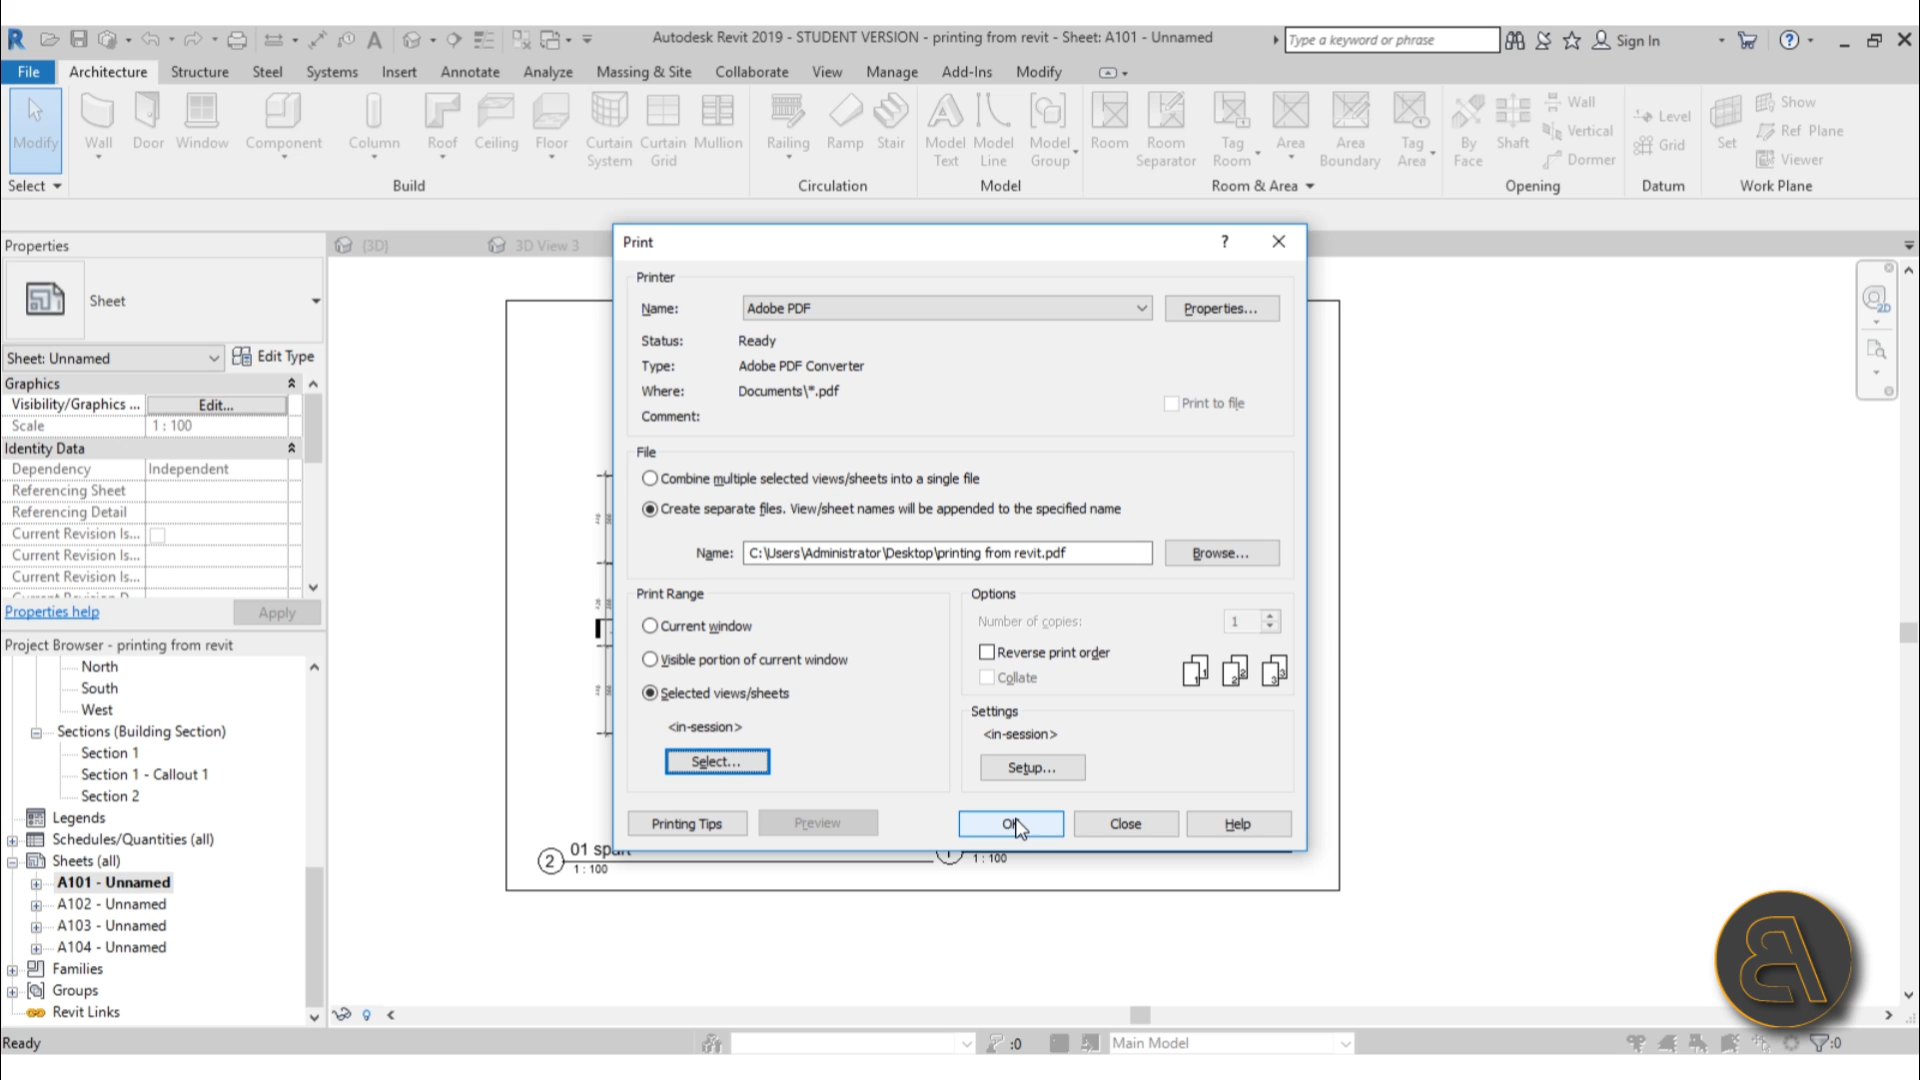 Autodesk Revit 2019 - STUDENT VERSION - printing from revit - Sheet: A101 - Unnamed
Type a keyword or phrase
Sign In
File Architecture Structure Steel Systems Insert Annotate Analyze Massing & Site Collaborate View Manage Add-Ins Modify
Modify
Wall
Door
Window
Component
Column
Roof
Ceiling
Floor
Curtain System
Curtain Grid
Mullion
Railing
Ramp
Stair
Model Text
Model Line
Model Group
Room
Room Separator
Tag Room
Area
Area Boundary
Tag Area
By Face
Shaft
Wall
Vertical
Dormer
Level
Grid
Set
Show
Ref Plane
Viewer
Select
Build
Circulation
Model
Room & Area
Opening
Datum
Work Plane
Properties
{3D}
3D View 3
Sheet
Sheet: Unnamed
Edit Type
Graphics
Visibility/Graphics ... Edit...
Scale 1 : 100
Identity Data
Dependency Independent
Referencing Sheet
Referencing Detail
Current Revision Is...
Current Revision Is...
Current Revision Is...
Current Revision D...
Properties help
Apply
Project Browser - printing from revit
North
South
West
Sections (Building Section)
Section 1
Section 1 - Callout 1
Section 2
Legends
Schedules/Quantities (all)
Sheets (all)
A101 - Unnamed
A102 - Unnamed
A103 - Unnamed
A104 - Unnamed
Families
Groups
Revit Links
Print
Printer
Name: Adobe PDF Properties...
Status: Ready
Type: Adobe PDF Converter
Where: Documents\*.pdf
Comment:
Print to file
File
Combine multiple selected views/sheets into a single file
Create separate files. View/sheet names will be appended to the specified name
Name: C:\Users\Administrator\Desktop\printing from revit.pdf Browse...
Print Range
Current window
Visible portion of current window
Selected views/sheets
<in-session>
Select...
Options
Number of copies: 1
Reverse print order
Collate
Settings
<in-session>
Setup...
Printing Tips Preview OK Close Help
2
1 : 100
1 : 100
2D
Ready
:0
Main Model
:0